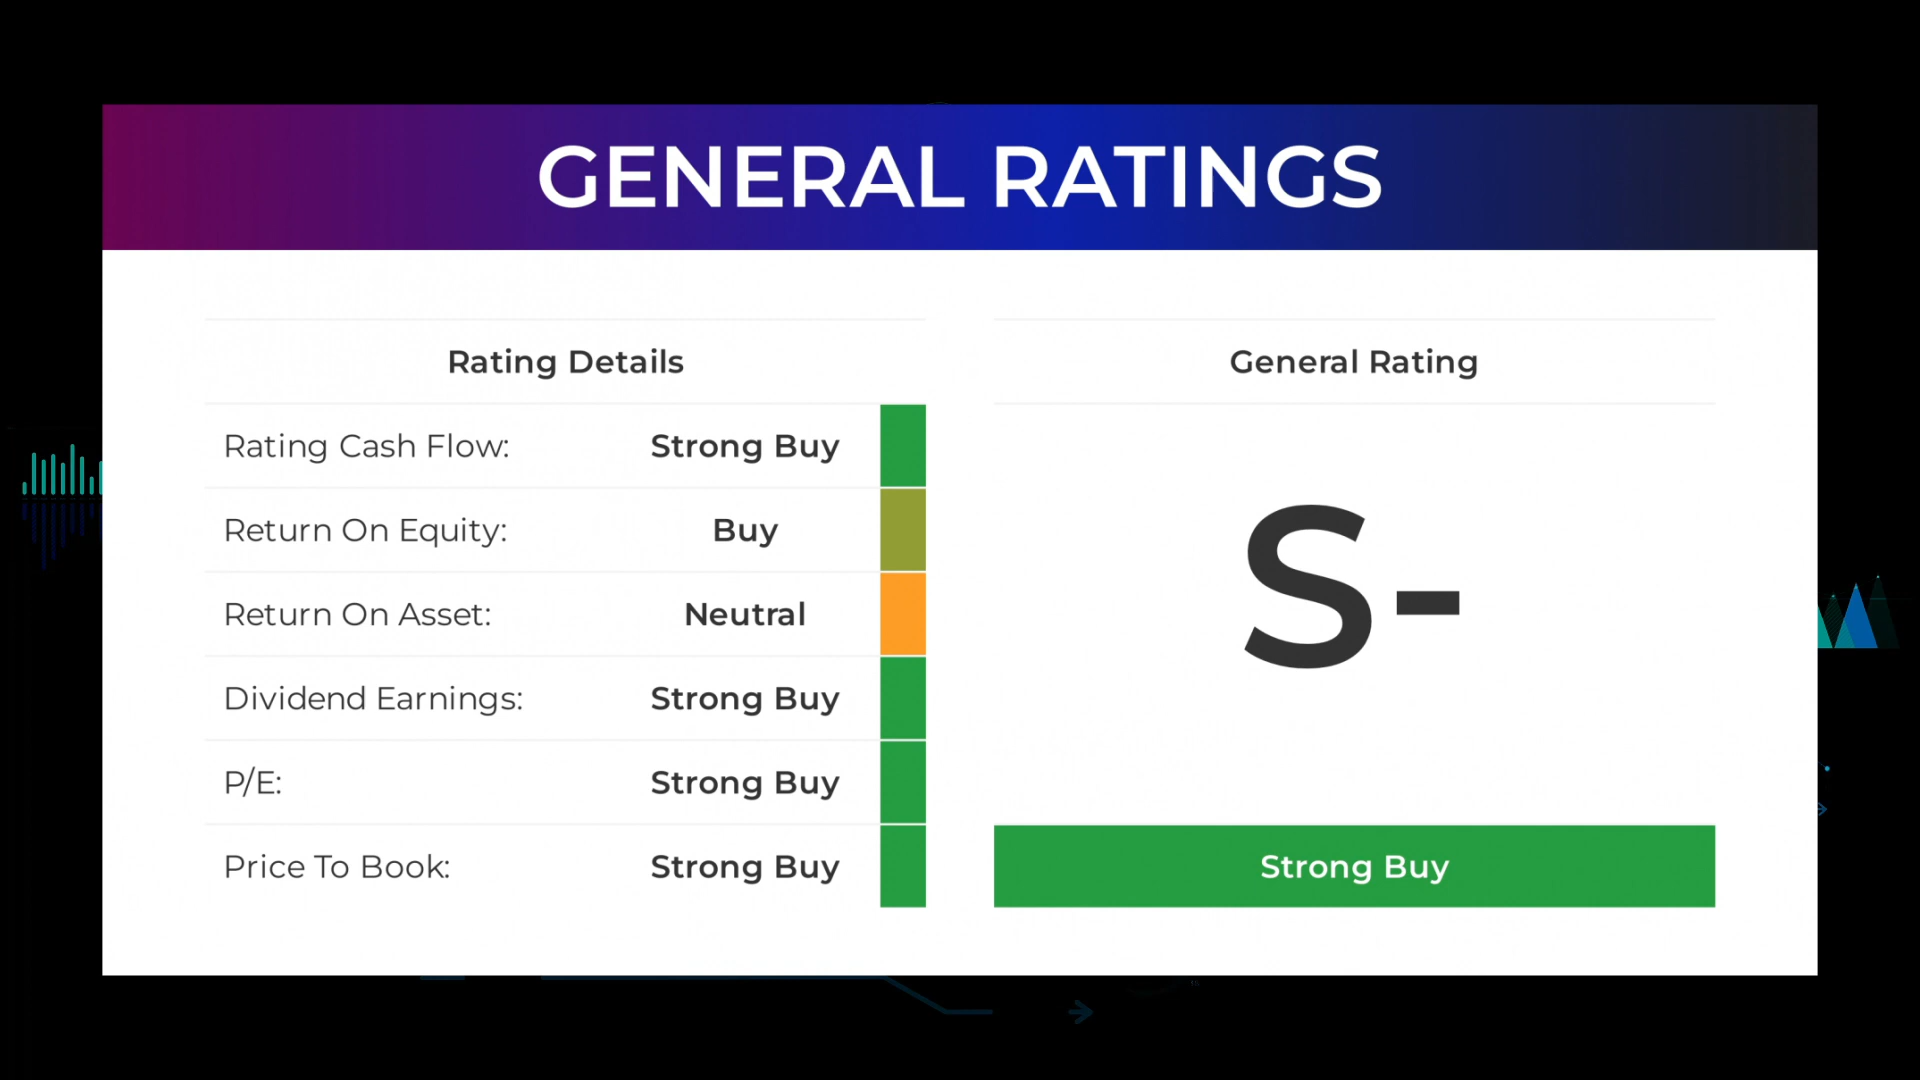 GENERAL RATINGS
Rating Details
Rating Cash Flow: Strong Buy
Return On Equity: Buy
Return On Asset: Neutral
Dividend Earnings: Strong Buy
P/E: Strong Buy
Price To Book: Strong Buy
General Rating
S-
Strong Buy